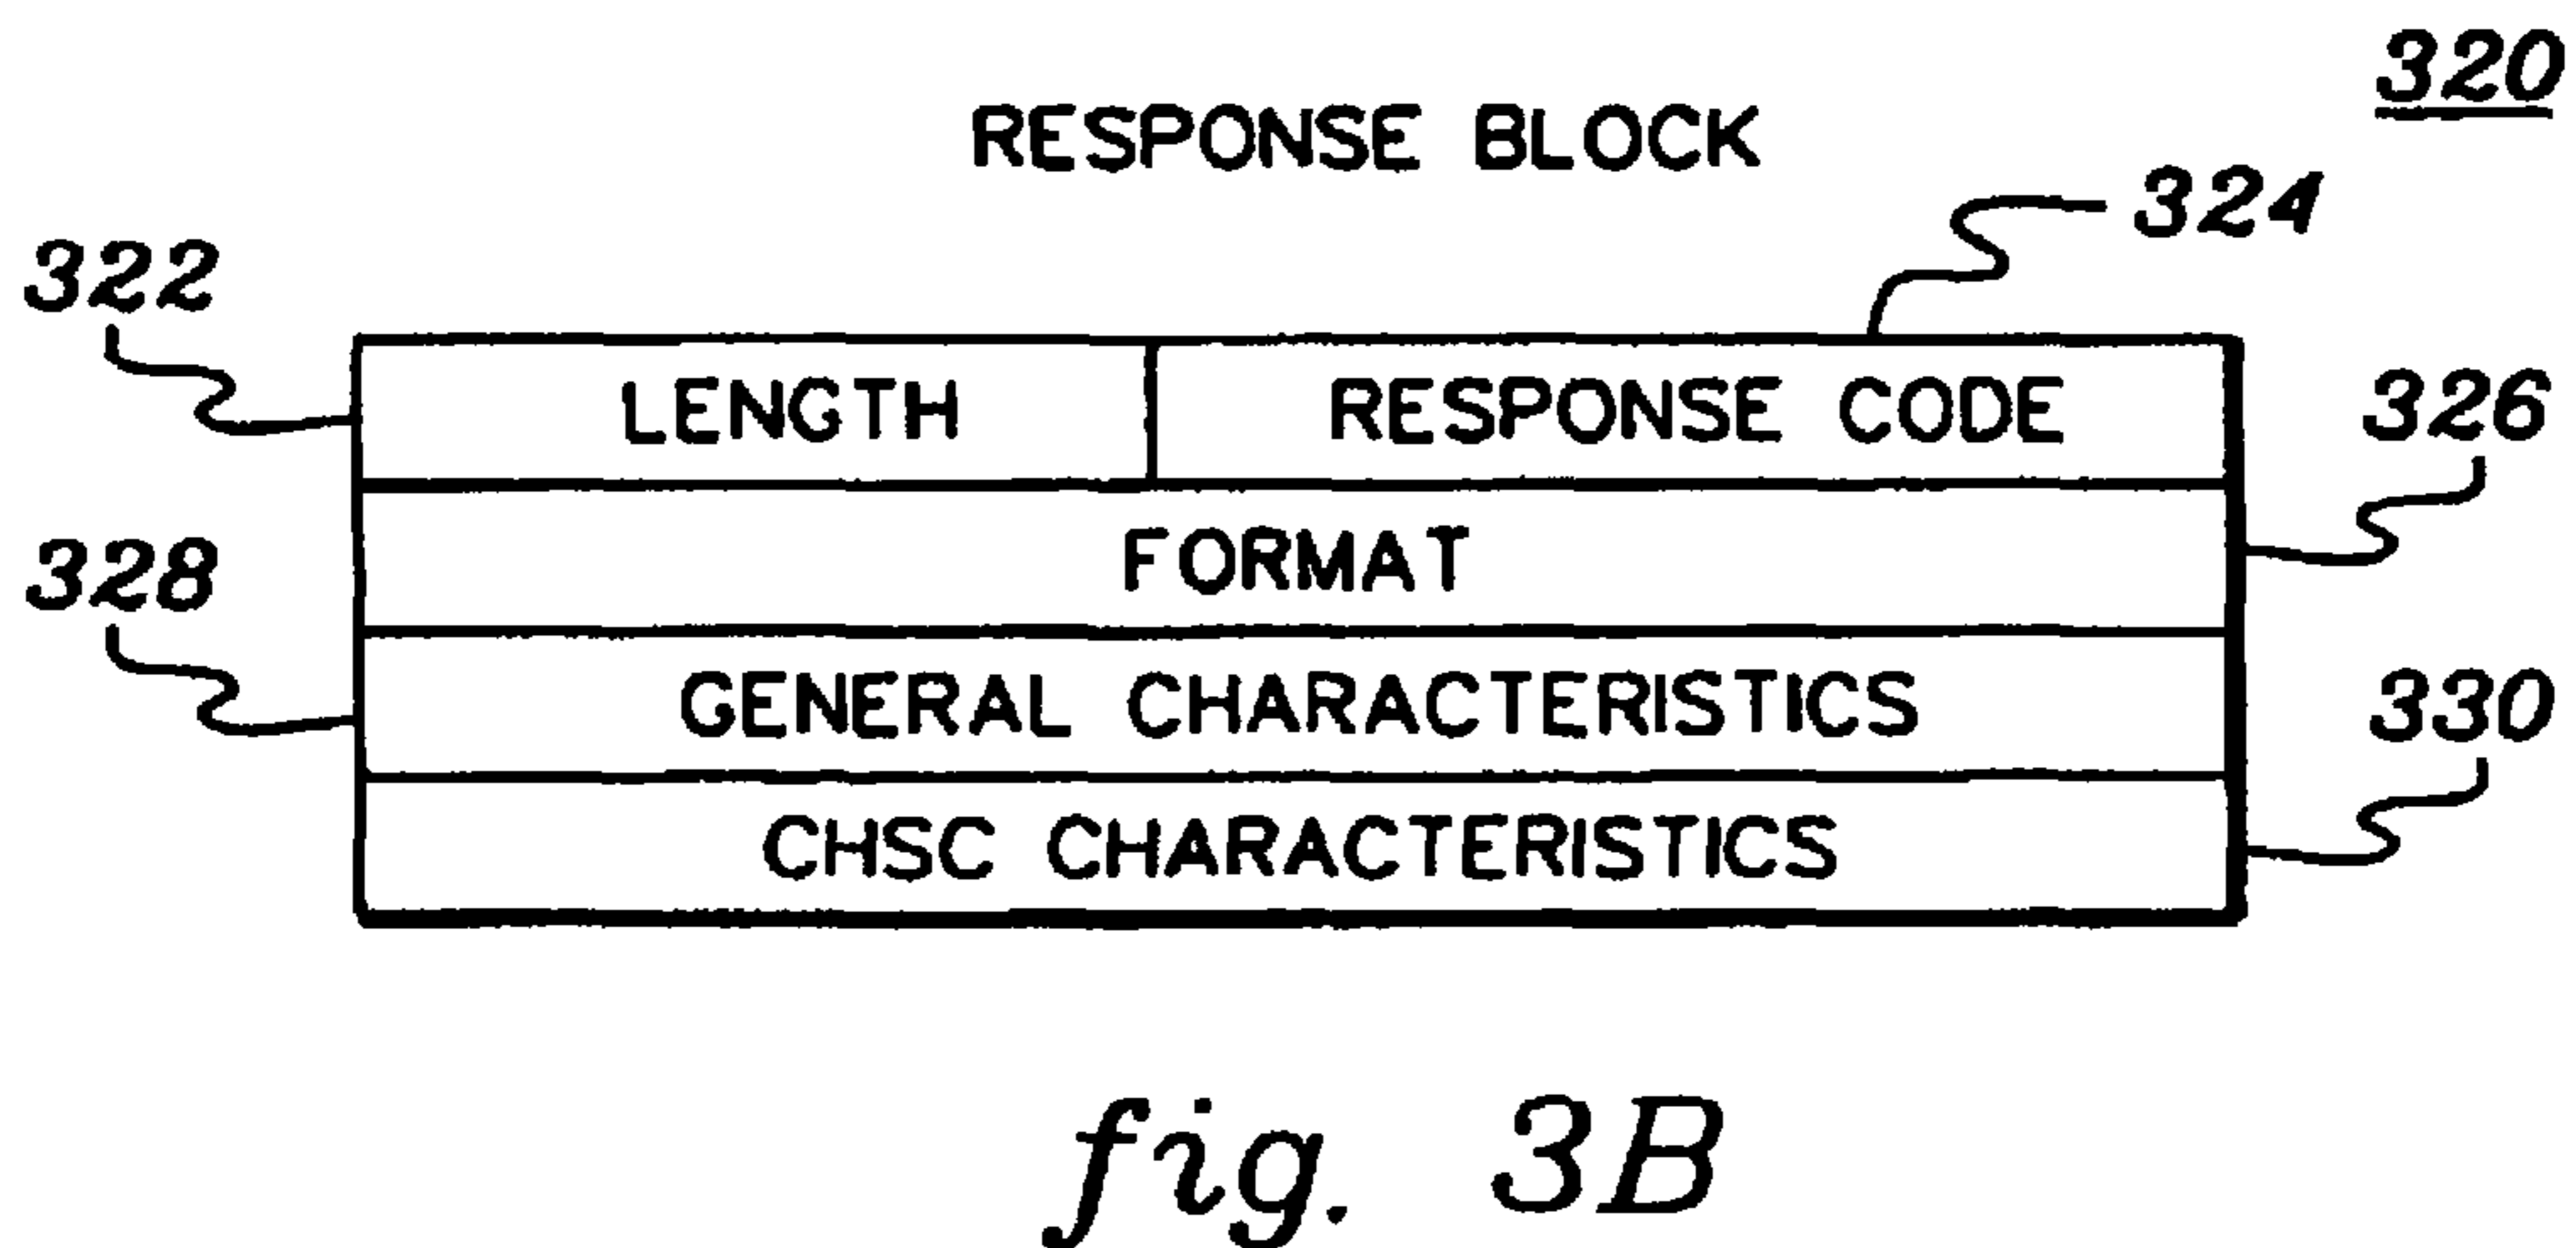 320
RESPONSE BLOCK
324
322
LENGTH RESPONSE CODE
326
FORMAT
328
GENERAL CHARACTERISTICS
330
CHSC CHARACTERISTICS
fig. 3B